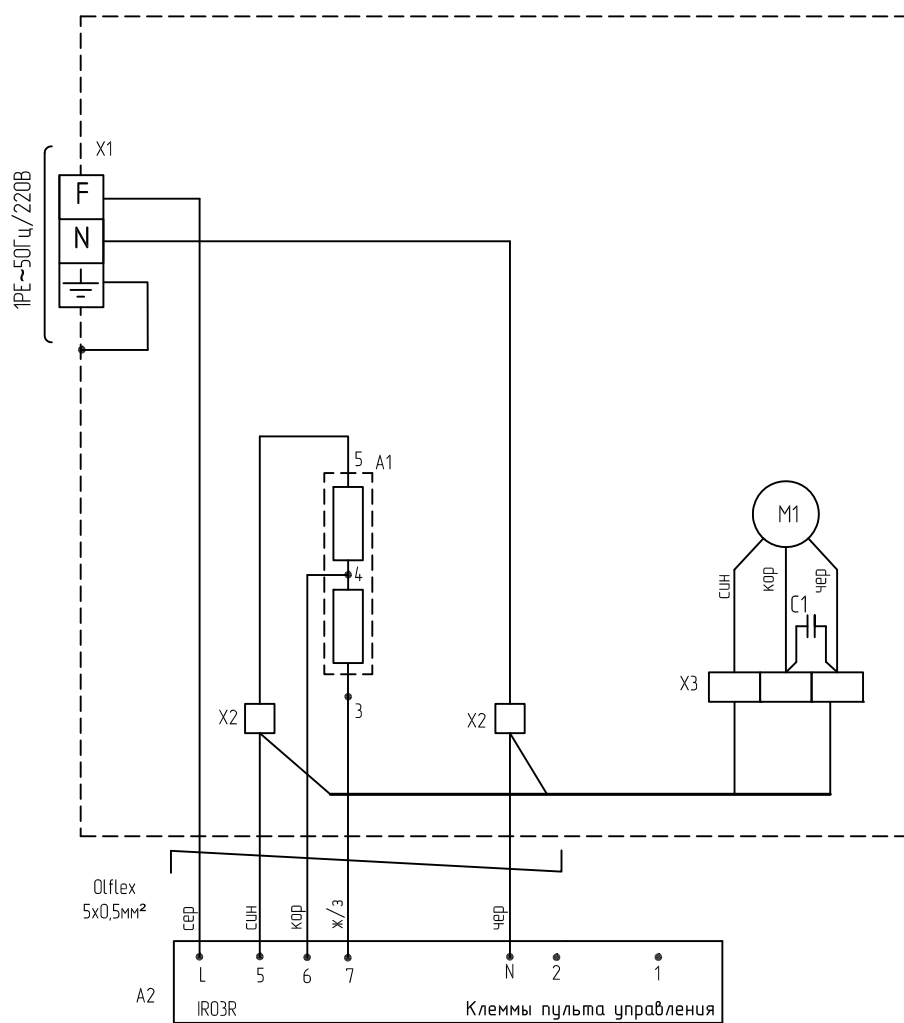 X1
1PE~50Гц/220В
F
N
5
A1
4
3
X2
X2
M1
син
кор
чер
C1
X3
Olflex
5x0,5мм²
сер
син
кор
ж/з
чер
L
5
6
7
N
2
1
A2
IR03R
Клеммы пульта управления